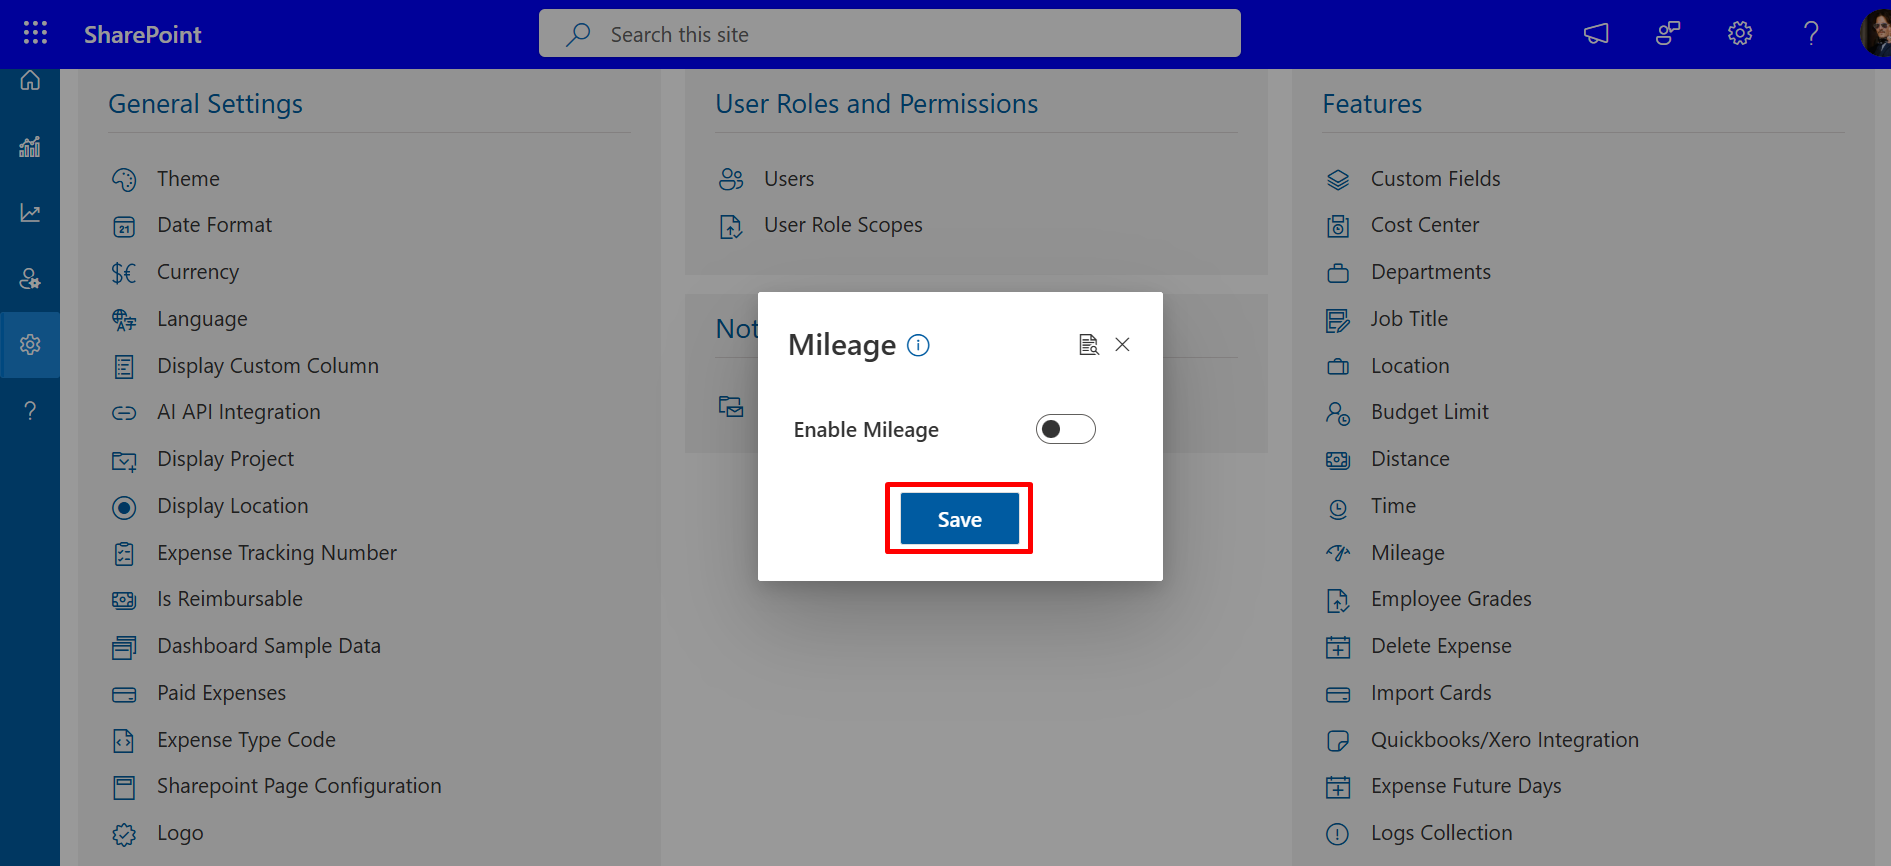 SharePoint
Search this site
General Settings
Theme
21
Date Format
Currency
Language
Display Custom Column
AI API Integration
Display Project
Display Location
Expense Tracking Number
Is Reimbursable
Dashboard Sample Data
Paid Expenses
Expense Type Code
Sharepoint Page Configuration
Logo
User Roles and Permissions
Users
User Role Scopes
Not
Mileage
Enable Mileage
Save
Features
Custom Fields
Cost Center
Departments
Job Title
Location
Budget Limit
Distance
Time
Mileage
Employee Grades
Delete Expense
Import Cards
Quickbooks/Xero Integration
Expense Future Days
Logs Collection